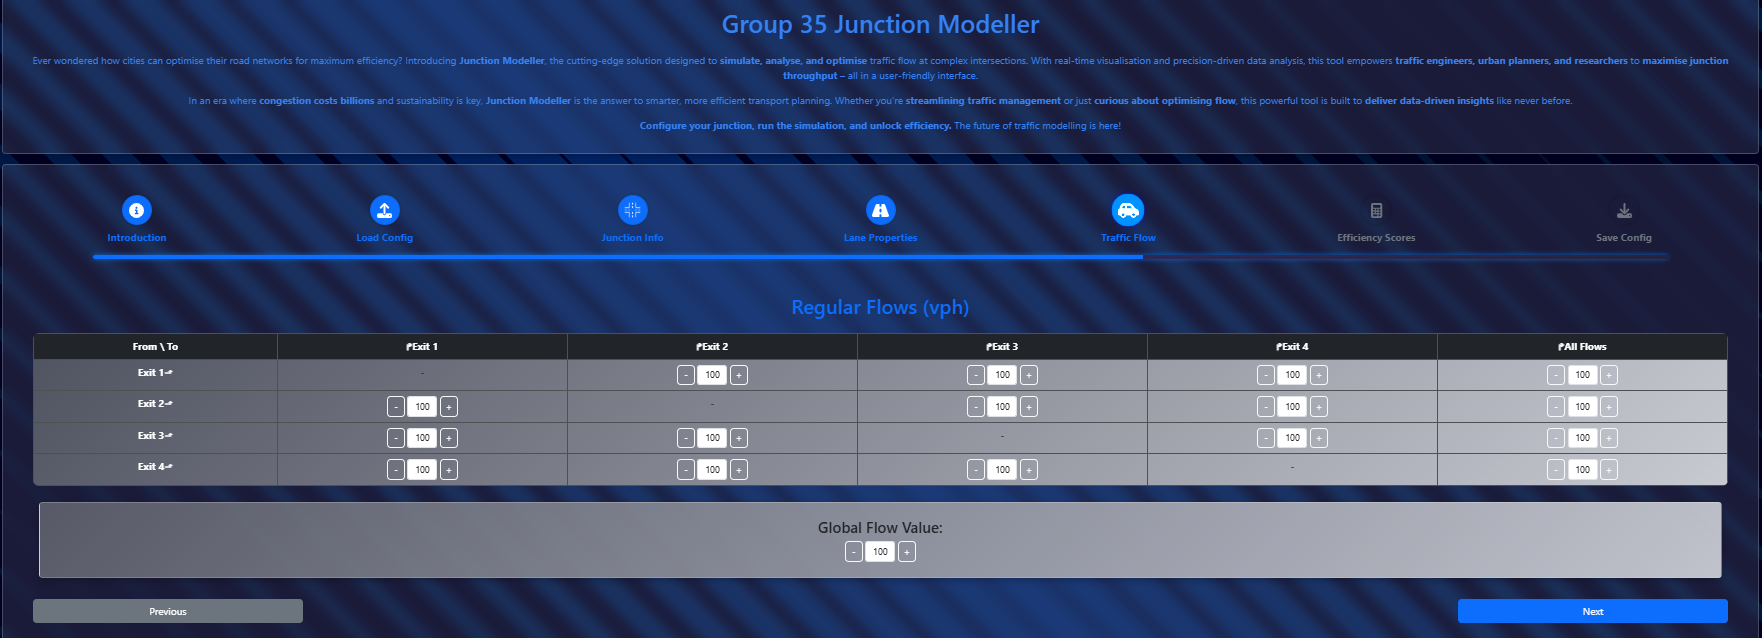 Group 35 Junction Modeller
Ever wondered how cities can optimise their road networks for maximum efficiency? Introducing Junction Modeller, the cutting-edge solution designed to simulate, analyse, and optimise traffic flow at complex intersections. With real-time visualisation and precision-driven data analysis, this tool empowers traffic engineers, urban planners, and researchers to maximise junction
throughput – all in a user-friendly interface.
In an era where congestion costs billions and sustainability is key, Junction Modeller is the answer to smarter, more efficient transport planning. Whether you're streamlining traffic management or just curious about optimising flow, this powerful tool is built to deliver data-driven insights like never before.
Configure your junction, run the simulation, and unlock efficiency. The future of traffic modelling is here!
Introduction Load Config Junction Info Lane Properties Traffic Flow Efficiency Scores Save Config
Regular Flows (vph)
From \ To Exit 1 Exit 2 Exit 3 Exit 4 All Flows
Exit 1 - - 100 + - 100 + - 100 + - 100 +
Exit 2 - 100 + - - 100 + - 100 + - 100 +
Exit 3 - 100 + - 100 + - - 100 + - 100 +
Exit 4 - 100 + - 100 + - 100 + - - 100 +
Global Flow Value:
- 100 +
Previous Next